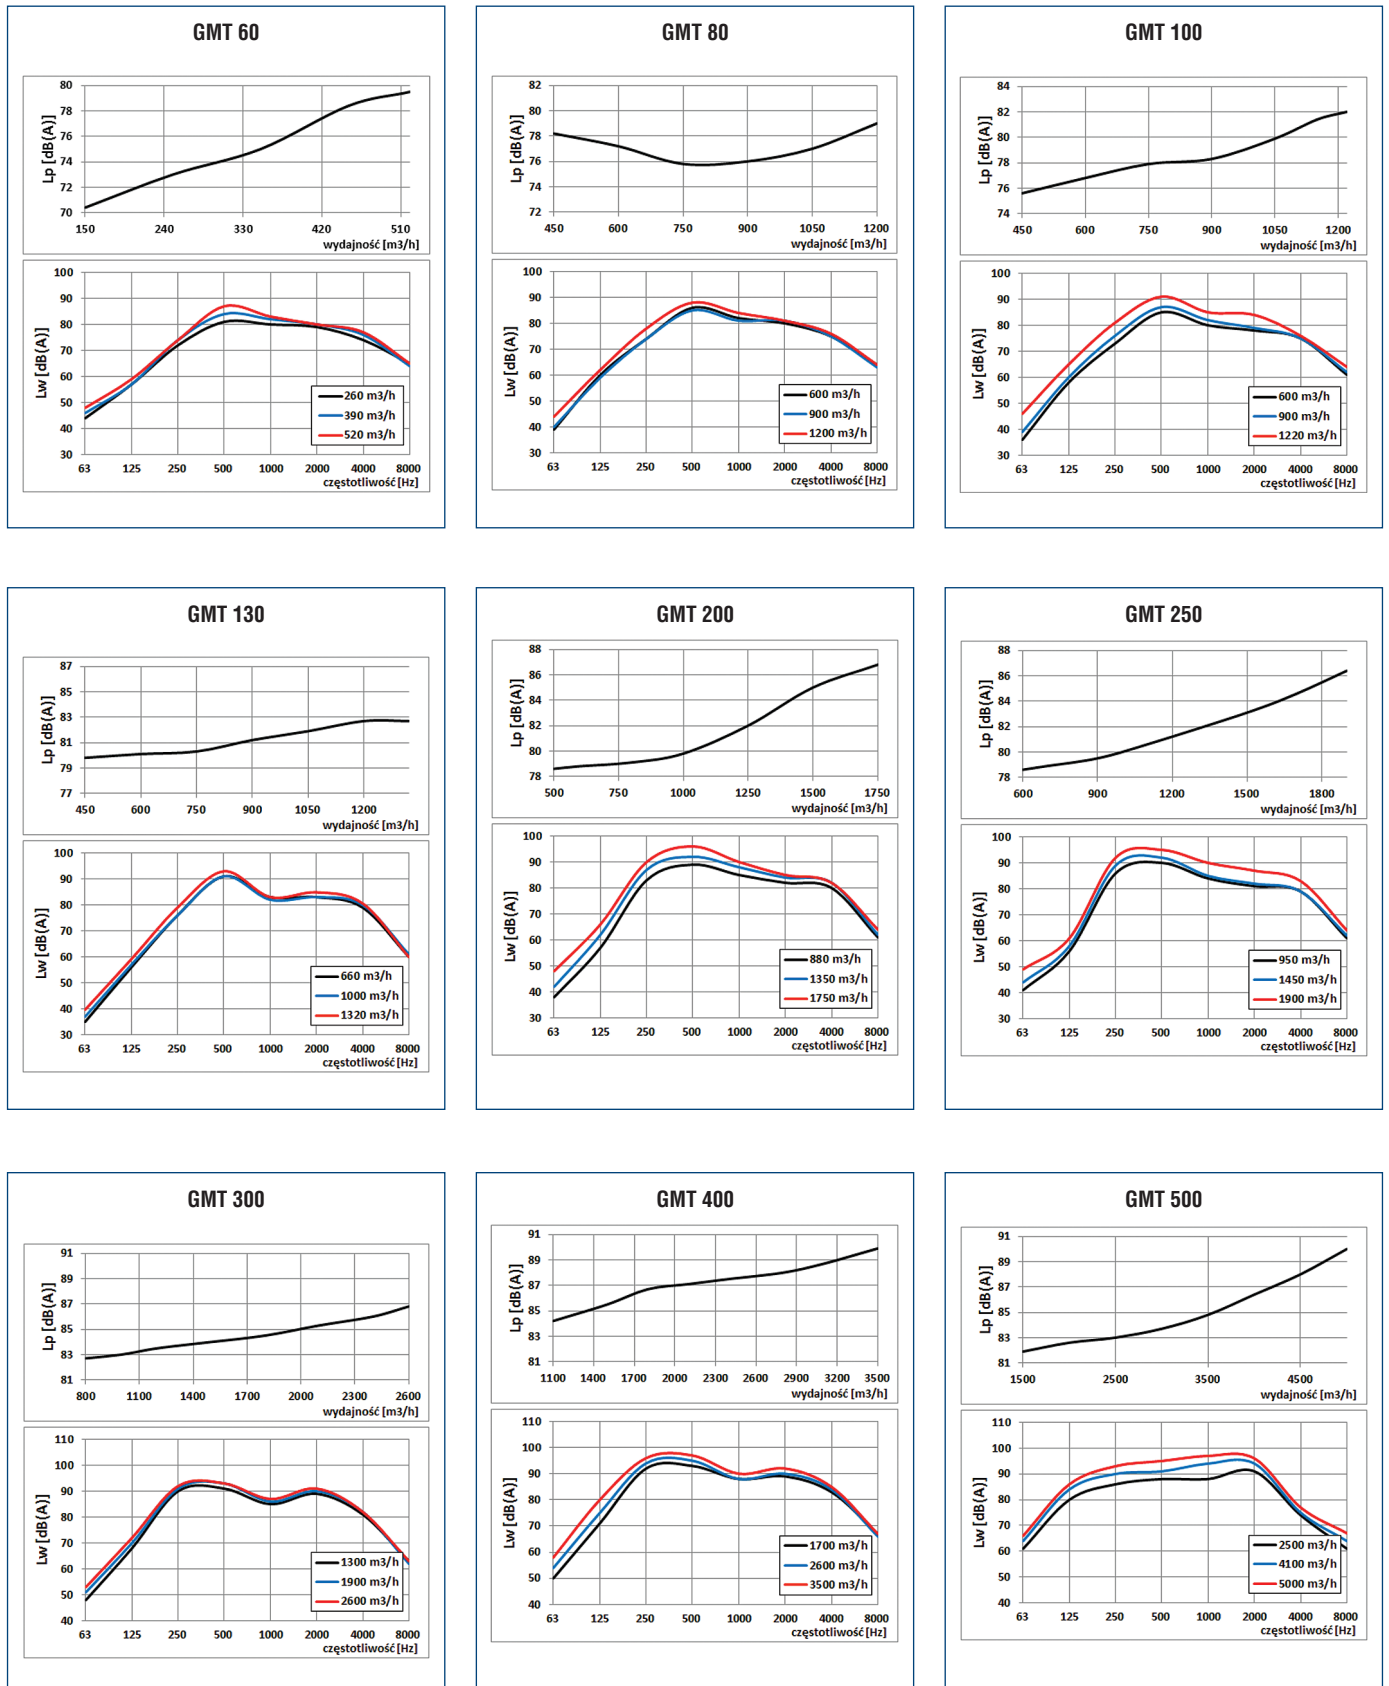 GMT 60
80
78
76
74
72
70
Lp [dB(A)]
150 240 330 420 510
wydajność [m3/h]
100
90
80
70
60
50
40
30
Lw [dB(A)]
260 m3/h
390 m3/h
520 m3/h
63 125 250 500 1000 2000 4000 8000
częstotliwość [Hz]
GMT 80
82
80
78
76
74
72
Lp [dB(A)]
450 600 750 900 1050 1200
wydajność [m3/h]
100
90
80
70
60
50
40
30
Lw [dB(A)]
600 m3/h
900 m3/h
1200 m3/h
63 125 250 500 1000 2000 4000 8000
częstotliwość [Hz]
GMT 100
84
82
80
78
76
74
Lp [dB(A)]
450 600 750 900 1050 1200
wydajność [m3/h]
100
90
80
70
60
50
40
30
Lw [dB(A)]
600 m3/h
900 m3/h
1220 m3/h
63 125 250 500 1000 2000 4000 8000
częstotliwość [Hz]
GMT 130
87
85
83
81
79
77
Lp [dB(A)]
450 600 750 900 1050 1200
wydajność [m3/h]
100
90
80
70
60
50
40
30
Lw [dB(A)]
660 m3/h
1000 m3/h
1320 m3/h
63 125 250 500 1000 2000 4000 8000
częstotliwość [Hz]
GMT 200
88
86
84
82
80
78
Lp [dB(A)]
500 750 1000 1250 1500 1750
wydajność [m3/h]
100
90
80
70
60
50
40
30
Lw [dB(A)]
880 m3/h
1350 m3/h
1750 m3/h
63 125 250 500 1000 2000 4000 8000
częstotliwość [Hz]
GMT 250
88
86
84
82
80
78
Lp [dB(A)]
600 900 1200 1500 1800
wydajność [m3/h]
100
90
80
70
60
50
40
30
Lw [dB(A)]
950 m3/h
1450 m3/h
1900 m3/h
63 125 250 500 1000 2000 4000 8000
częstotliwość [Hz]
GMT 300
91
89
87
85
83
81
Lp [dB(A)]
800 1100 1400 1700 2000 2300 2600
wydajność [m3/h]
110
100
90
80
70
60
50
40
Lw [dB(A)]
1300 m3/h
1900 m3/h
2600 m3/h
63 125 250 500 1000 2000 4000 8000
częstotliwość [Hz]
GMT 400
91
89
87
85
83
81
Lp [dB(A)]
1100 1400 1700 2000 2300 2600 2900 3200 3500
wydajność [m3/h]
110
100
90
80
70
60
50
40
Lw [dB(A)]
1700 m3/h
2600 m3/h
3500 m3/h
63 125 250 500 1000 2000 4000 8000
częstotliwość [Hz]
GMT 500
91
89
87
85
83
81
Lp [dB(A)]
1500 2500 3500 4500
wydajność [m3/h]
110
100
90
80
70
60
50
40
Lw [dB(A)]
2500 m3/h
4100 m3/h
5000 m3/h
63 125 250 500 1000 2000 4000 8000
częstotliwość [Hz]